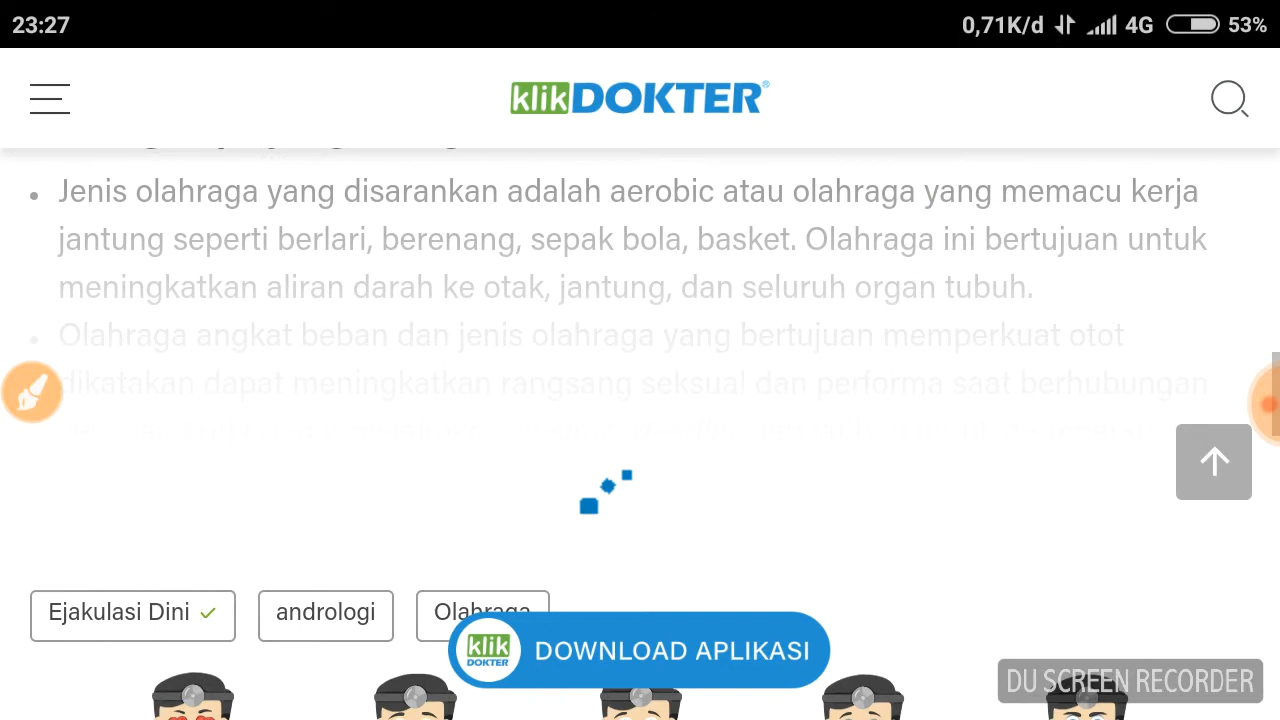 23:27
0,71K/d 4G 53%
klikDOKTER®
Jenis olahraga yang disarankan adalah aerobic atau olahraga yang memacu kerja
jantung seperti berlari, berenang, sepak bola, basket. Olahraga ini bertujuan untuk
meningkatkan aliran darah ke otak, jantung, dan seluruh organ tubuh.
Olahraga angkat beban dan jenis olahraga yang bertujuan memperkuat otot
dikatakan dapat meningkatkan rangsang seksual dan performa saat berhubungan
Ejakulasi Dini
andrologi
Olahraga
klik DOKTER DOWNLOAD APLIKASI
DU SCREEN RECORDER